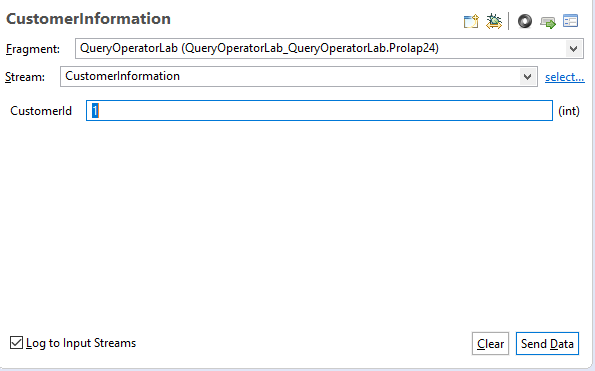 CustomerInformation
Fragment: QueryOperatorLab (QueryOperatorLab_QueryOperatorLab.Prolap24)
Stream: CustomerInformation select...
CustomerId 1 (int)
Log to Input Streams Clear Send Data